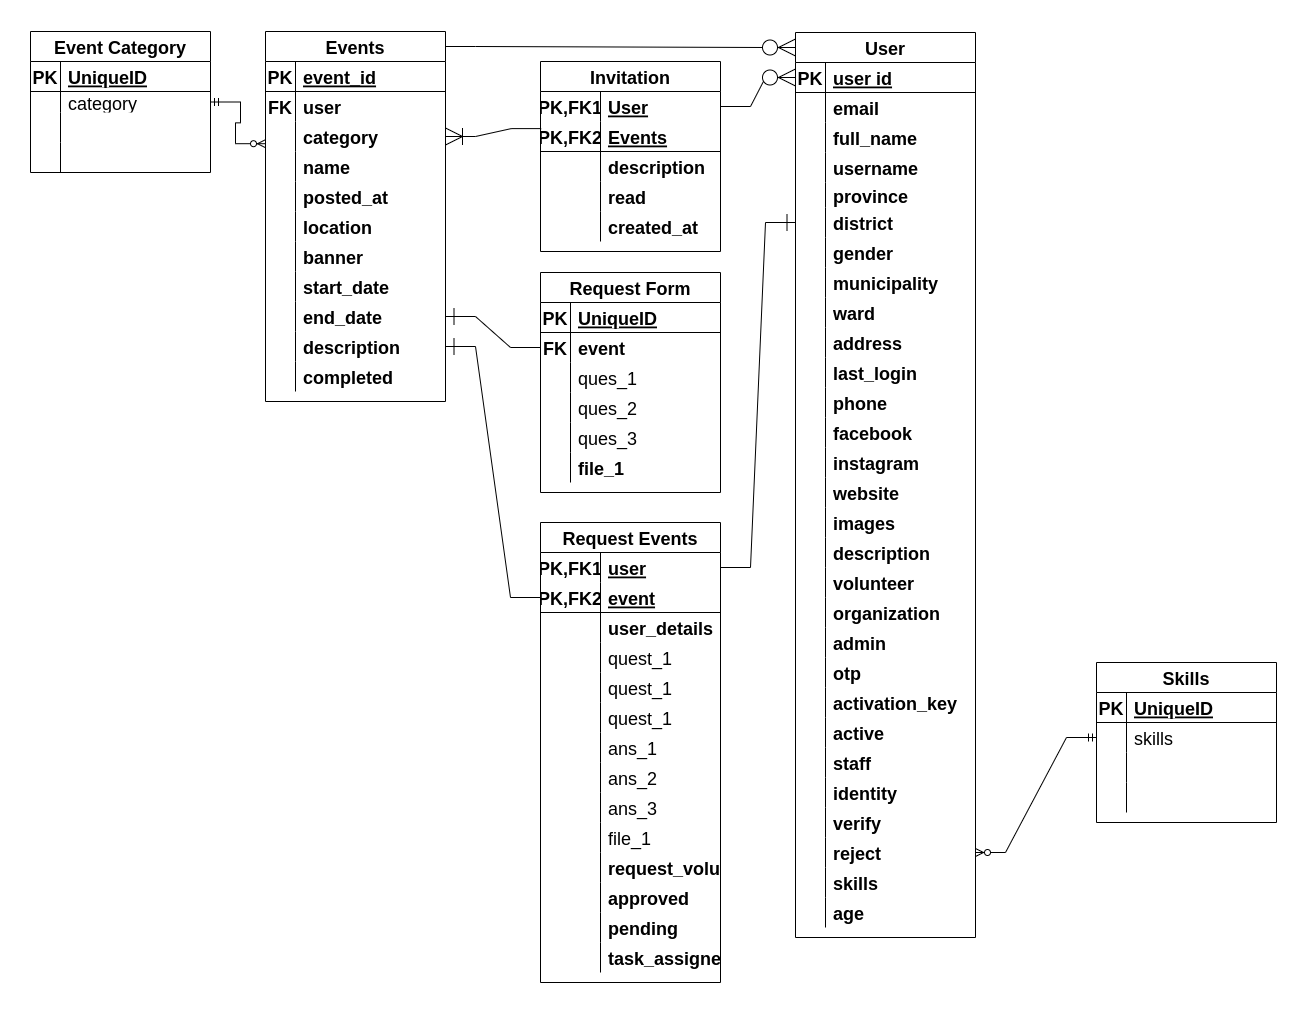 Event Category
PK UniqueID
category
Events
PK event_id
FK user
category
name
posted_at
location
banner
start_date
end_date
description
completed
Invitation
PK,FK1 User
PK,FK2 Events
description
read
created_at
Request Form
PK UniqueID
FK event
ques_1
ques_2
ques_3
file_1
Request Events
PK,FK1 user
PK,FK2 event
user_details
quest_1
quest_1
quest_1
ans_1
ans_2
ans_3
file_1
request_volu
approved
pending
task_assigne
User
PK user id
email
full_name
username
province
district
gender
municipality
ward
address
last_login
phone
facebook
instagram
website
images
description
volunteer
organization
admin
otp
activation_key
active
staff
identity
verify
reject
skills
age
Skills
PK UniqueID
skills